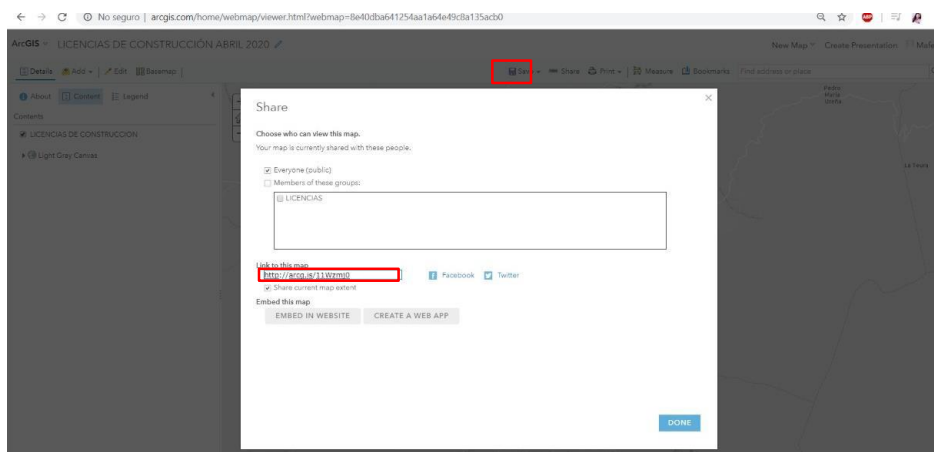 No seguro | arcgis.com/home/webmap/viewer.html?webmap=8e40dba641254aa1a64e49c8a135acb0
ABP
ArcGIS LICENCIAS DE CONSTRUCCIÓN ABRIL 2020 New Map Create Presentation
Details Add Edit Basemap Save Share Print Measure Bookmarks Find address or place
About Content Legend
Contents
LICENCIAS DE CONSTRUCCION
Light Gray Canvas
Share
Choose who can view this map.
Your map is currently shared with these people.
Everyone (public)
Members of these groups:
LICENCIAS
Link to this map
http://arcg.is/11Wzmj0 Facebook Twitter
Share current map extent
Embed this map
EMBED IN WEBSITE CREATE A WEB APP
DONE